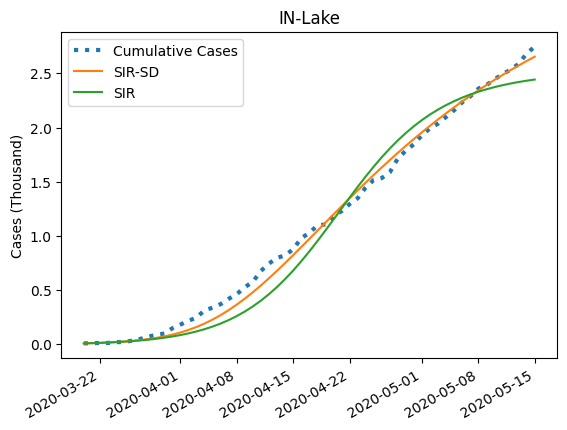 IN-Lake
Cumulative Cases
SIR-SD
SIR
Cases (Thousand)
2.5
2.0
1.5
1.0
0.5
0.0
2020-03-22
2020-04-01
2020-04-08
2020-04-15
2020-04-22
2020-05-01
2020-05-08
2020-05-15